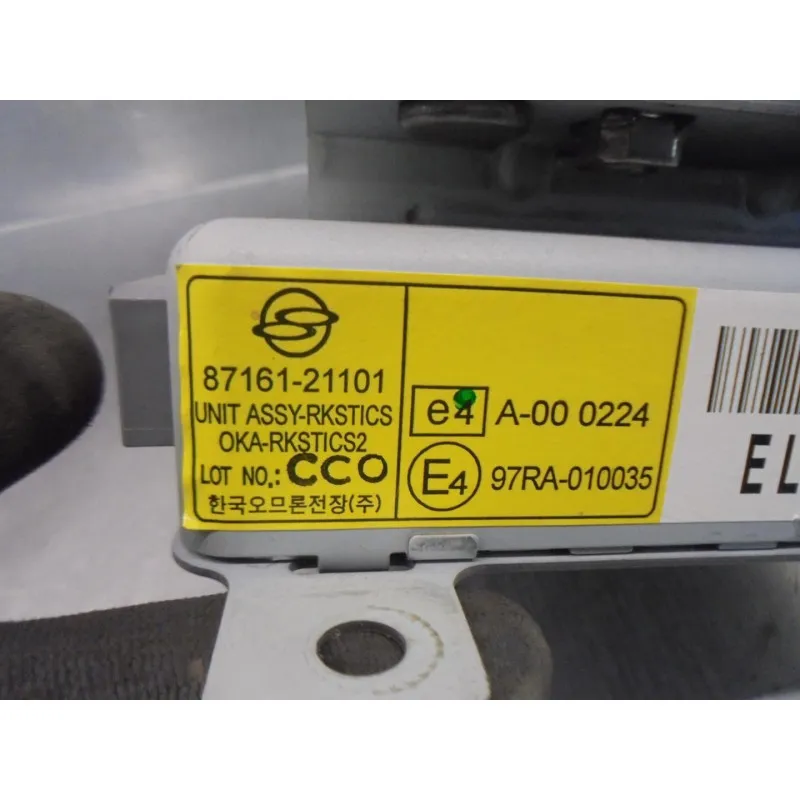 87161-21101
UNIT ASSY-RKSTICS
OKA-RKSTICS2
LOT NO.: CCO
한국오므론전장(주)
e4 A-00 0224
E4 97RA-010035
EL